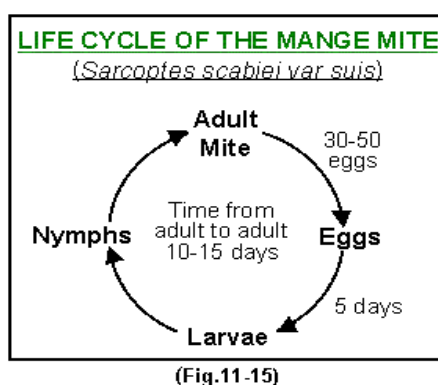 LIFE CYCLE OF THE MANGE MITE
(Sarcoptes scabiei var suis)
Adult
Mite
30-50
eggs
Nymphs
Time from
adult to adult
10-15 days
Eggs
5 days
Larvae
(Fig.11-15)